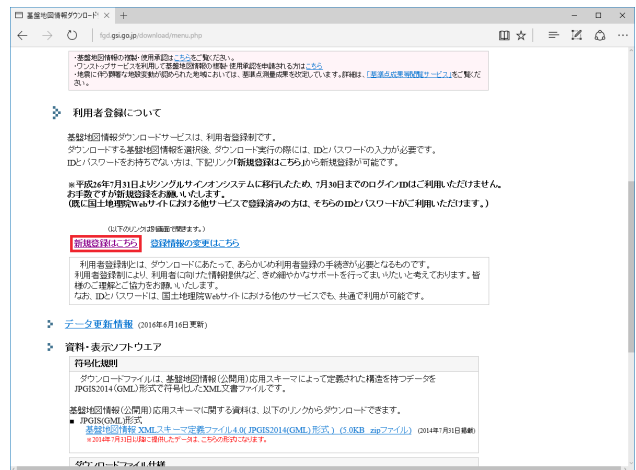 基盤地図情報ダウンロード
fgd.gsi.go.jp/download/menu.php
・基盤地図情報の複製・使用承認はこちらをご覧ください。
・ワンストップサービスを利用して基盤地図情報の複製・使用承認を申請される方はこちら
・地震に伴う顕著な地殻変動が認められた地域においては、基準点測量成果を改定しています。詳細は、「基準点成果等閲覧サービス」をご覧くだ
さい。
利用者登録について
基盤地図情報ダウンロードサービスは、利用者登録制です。
ダウンロードする基盤地図情報を選択後、ダウンロード実行の際には、IDとパスワードの入力が必要です。
IDとパスワードをお持ちでない方は、下記リンク「新規登録はこちら」から新規登録が可能です。
※平成26年7月31日よりシングルサインオンシステムに移行したため、7月30日までのログインIDはご利用いただけません。
お手数ですが新規登録をお願いいたします。
(既に国土地理院Webサイトにおける他サービスで登録済みの方は、そちらのIDとパスワードがご利用いただけます。)
(以下のリンクは別画面で開きます。)
新規登録はこちら 登録情報の変更はこちら
利用者登録制とは、ダウンロードにあたって、あらかじめ利用者登録の手続きが必要となるものです。
利用者登録制により、利用者に向けた情報提供など、きめ細やかなサポートを行ってまいりたいと考えております。皆
様のご理解とご協力をお願いいたします。
なお、IDとパスワードは、国土地理院Webサイトにおける他のサービスでも、共通で利用が可能です。
データ更新情報 (2016年6月16日更新)
資料・表示ソフトウエア
符号化規則
ダウンロードファイルは、基盤地図情報(公開用)応用スキーマによって定義された構造を持つデータを
JPGIS2014(GML)形式で符号化したXML文書ファイルです。
基盤地図情報(公開用)応用スキーマに関する資料は、以下のリンクからダウンロードできます。
■ JPGIS(GML)形式
基盤地図情報 XMLスキーマ定義ファイル4.0( JPGIS2014(GML) 形式 ) (5.0KB zipファイル) (2014年7月31日掲載)
※2014年7月31日以降に提供したデータは、こちらの形式になります。
ダウンロードファイル仕様